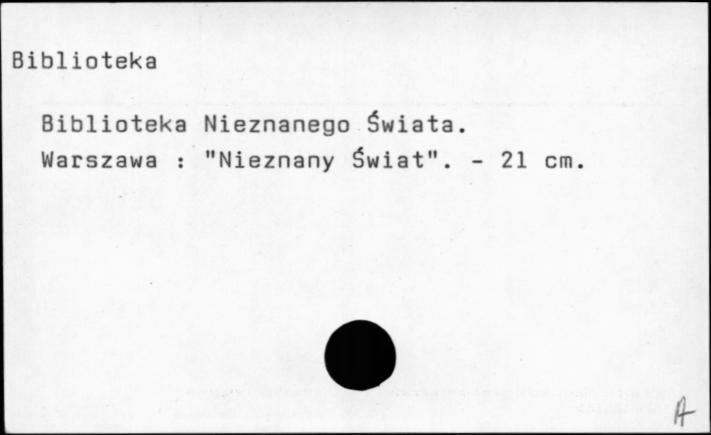 Biblioteka
Biblioteka Nieznanego Świata.
Warszawa : "Nieznany Świat". - 21 cm.
A